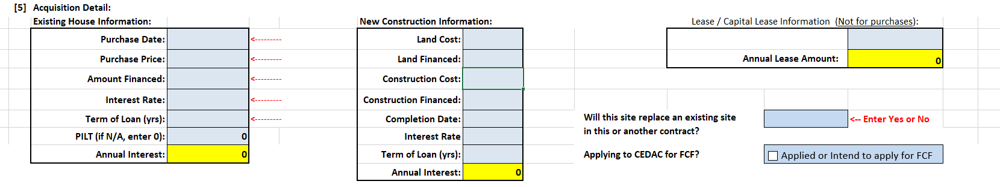 [5] Acquisition Detail:
Existing House Information:
Purchase Date: <---------
Purchase Price: <---------
Amount Financed: <---------
Interest Rate: <---------
Term of Loan (yrs): <---------
PILT (if N/A, enter 0): 0
Annual Interest: 0
New Construction Information:
Land Cost:
Land Financed:
Construction Cost:
Construction Financed:
Completion Date:
Interest Rate
Term of Loan (yrs):
Annual Interest: 0
Lease / Capital Lease Information (Not for purchases):
Annual Lease Amount: 0
Will this site replace an existing site
in this or another contract?
<-- Enter Yes or No
Applying to CEDAC for FCF?
Applied or Intend to apply for FCF